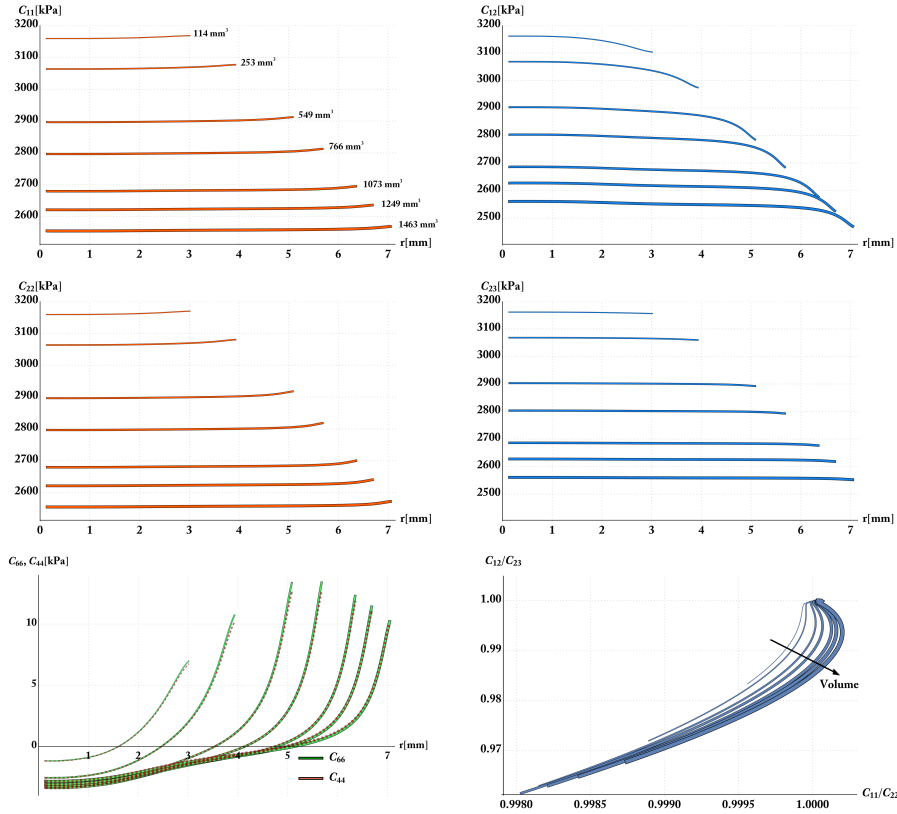 C₁₁[kPa]
3200
3100
3000
2900
2800
2700
2600
114 mm³
253 mm³
549 mm³
766 mm³
1073 mm³
1249 mm³
1463 mm³
0 1 2 3 4 5 6 7
r[mm]
C₁₂[kPa]
3200
3100
3000
2900
2800
2700
2600
2500
0 1 2 3 4 5 6 7
r[mm]
C₂₂[kPa]
3200
3100
3000
2900
2800
2700
2600
0 1 2 3 4 5 6 7
r[mm]
C₂₃[kPa]
3200
3100
3000
2900
2800
2700
2600
2500
0 1 2 3 4 5 6 7
r[mm]
C₆₆, C₄₄[kPa]
10
5
0
1 2 3 4 5 7
r[mm]
C₆₆
C₄₄
C₁₂/C₂₃
1.00
0.99
0.98
0.97
Volume
0.9980 0.9985 0.9990 0.9995 1.0000
C₁₁/C₂₂